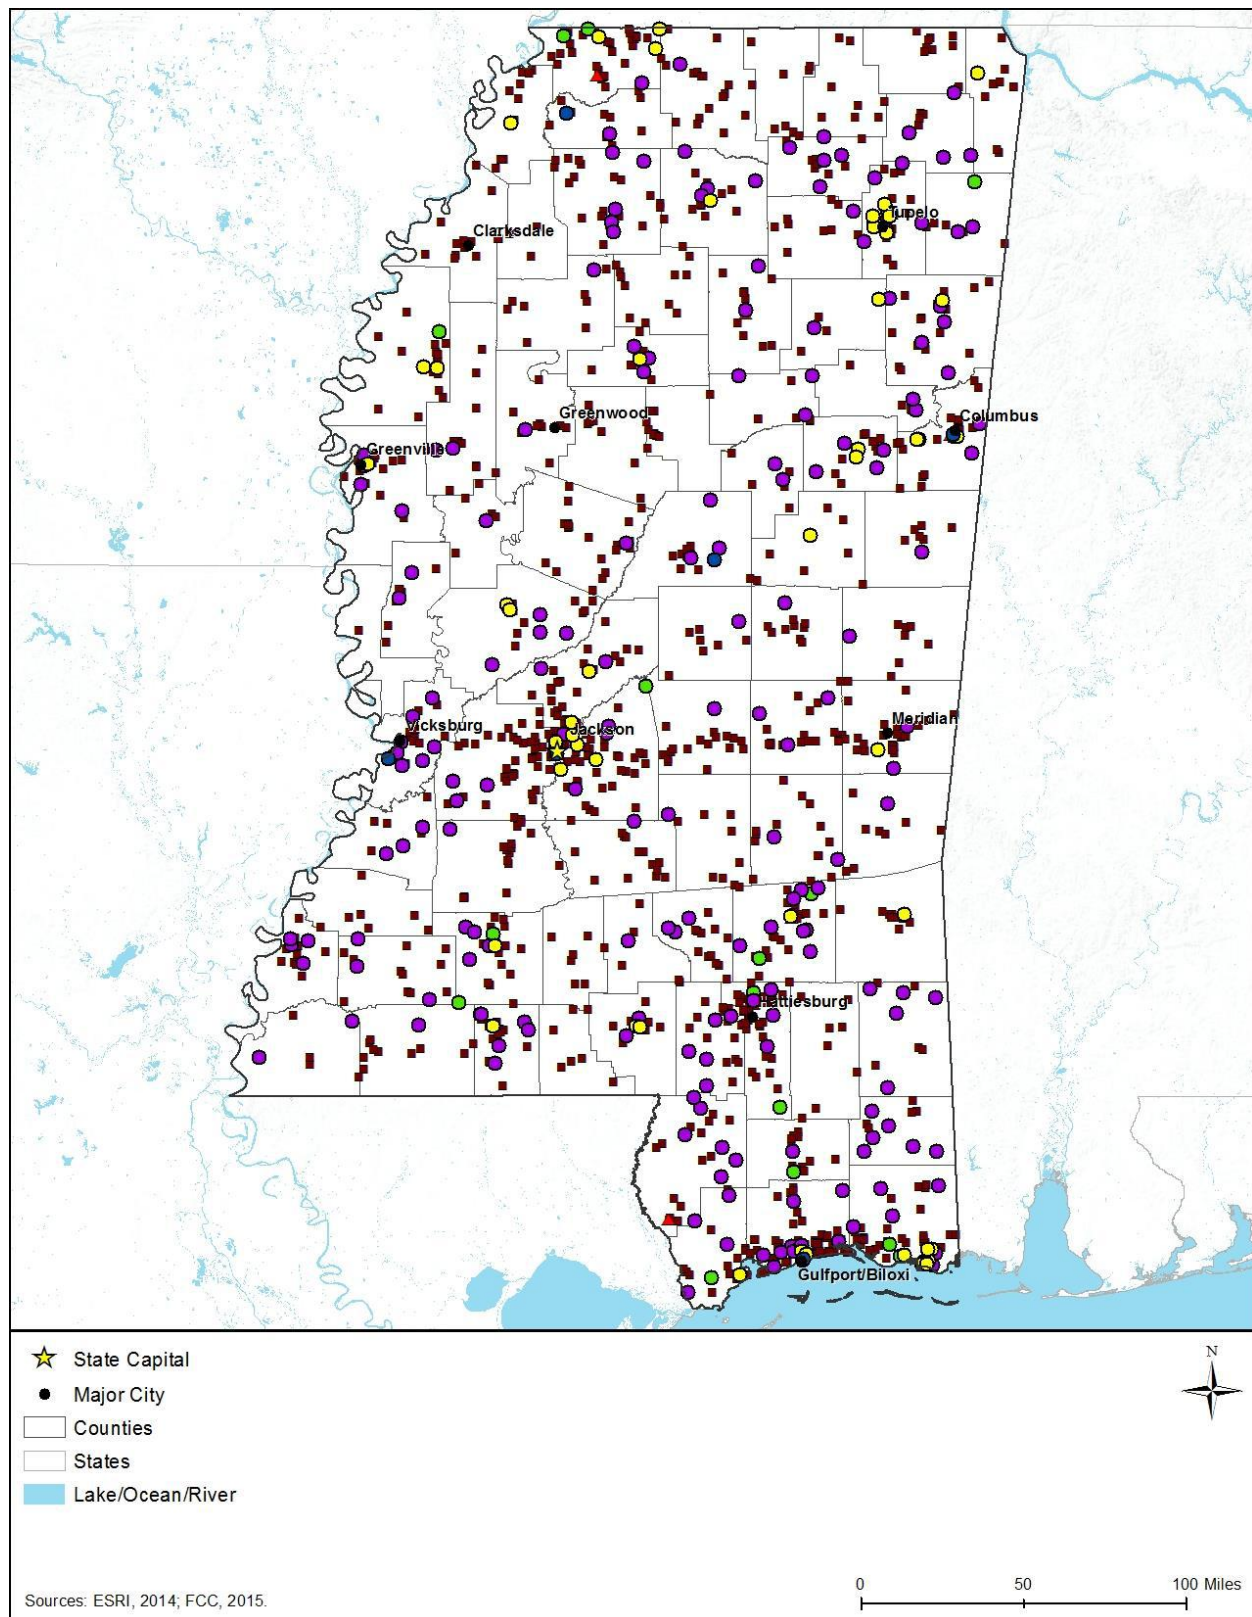 Tupelo
Clarksdale
Greenwood
Columbus
Greenville
Vicksburg
Jackson
Meridian
Hattiesburg
Gulfport/Biloxi
State Capital
N
Major City
Counties
States
Lake/Ocean/River
0 50 100 Miles
Sources: ESRI, 2014; FCC, 2015.